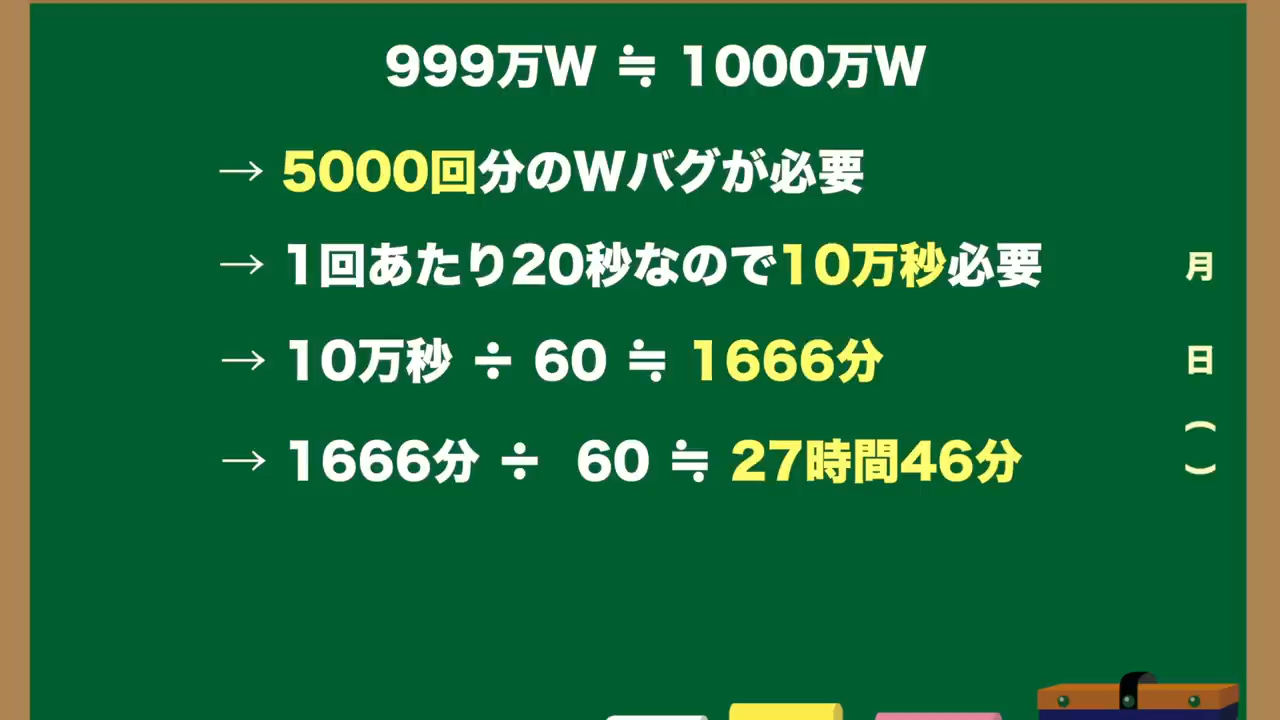 999万W ≒ 1000万W
→ 5000回分のWバグが必要
→ 1回あたり20秒なので10万秒必要
→ 10万秒 ÷ 60 ≒ 1666分
→ 1666分 ÷ 60 ≒ 27時間46分
月
日
(
)